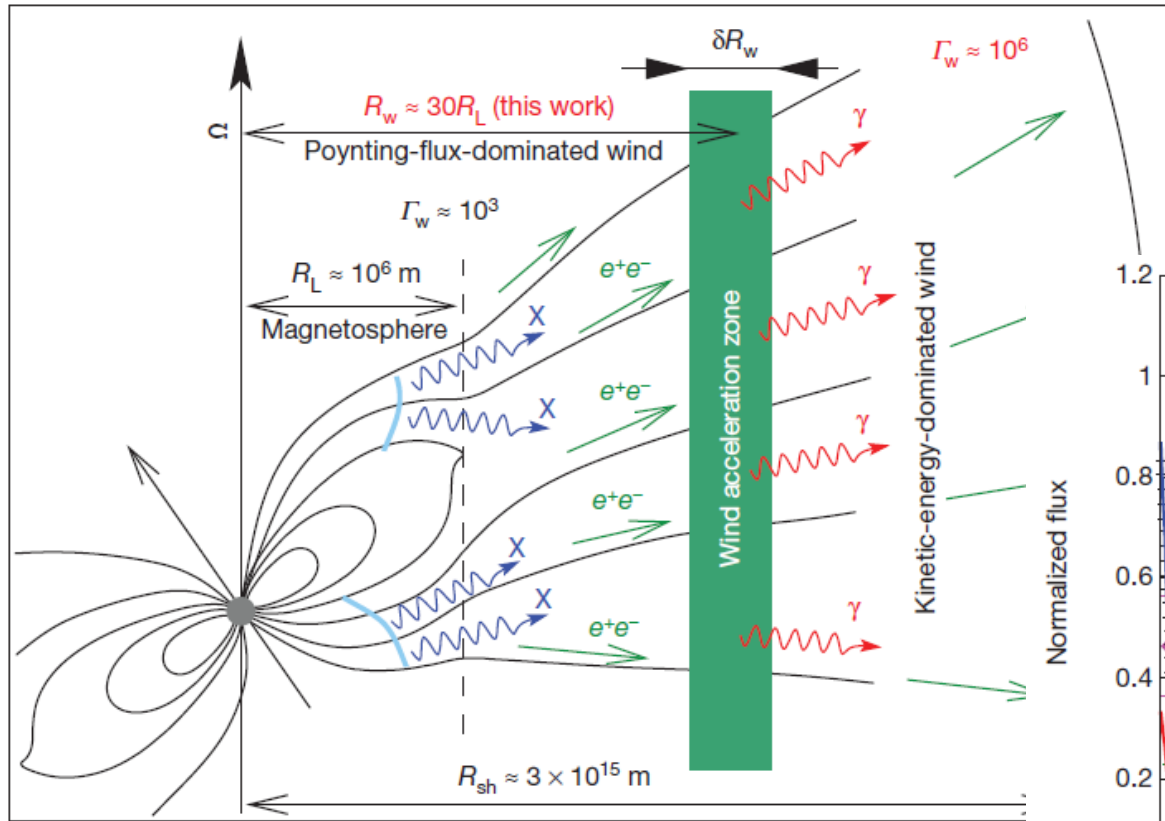 δR_w
Γ_w ≈ 10^6
R_w ≈ 30R_L (this work)
Ω
Poynting-flux-dominated wind
γ
Γ_w ≈ 10^3
R_L ≈ 10^6 m
Magnetosphere
e+e−
X
γ
X
e+e−
γ
Wind acceleration zone
Kinetic-energy-dominated wind
X
e+e−
X
e+e−
γ
R_sh ≈ 3 × 10^15 m
Normalized flux
1.2
1
0.8
0.6
0.4
0.2